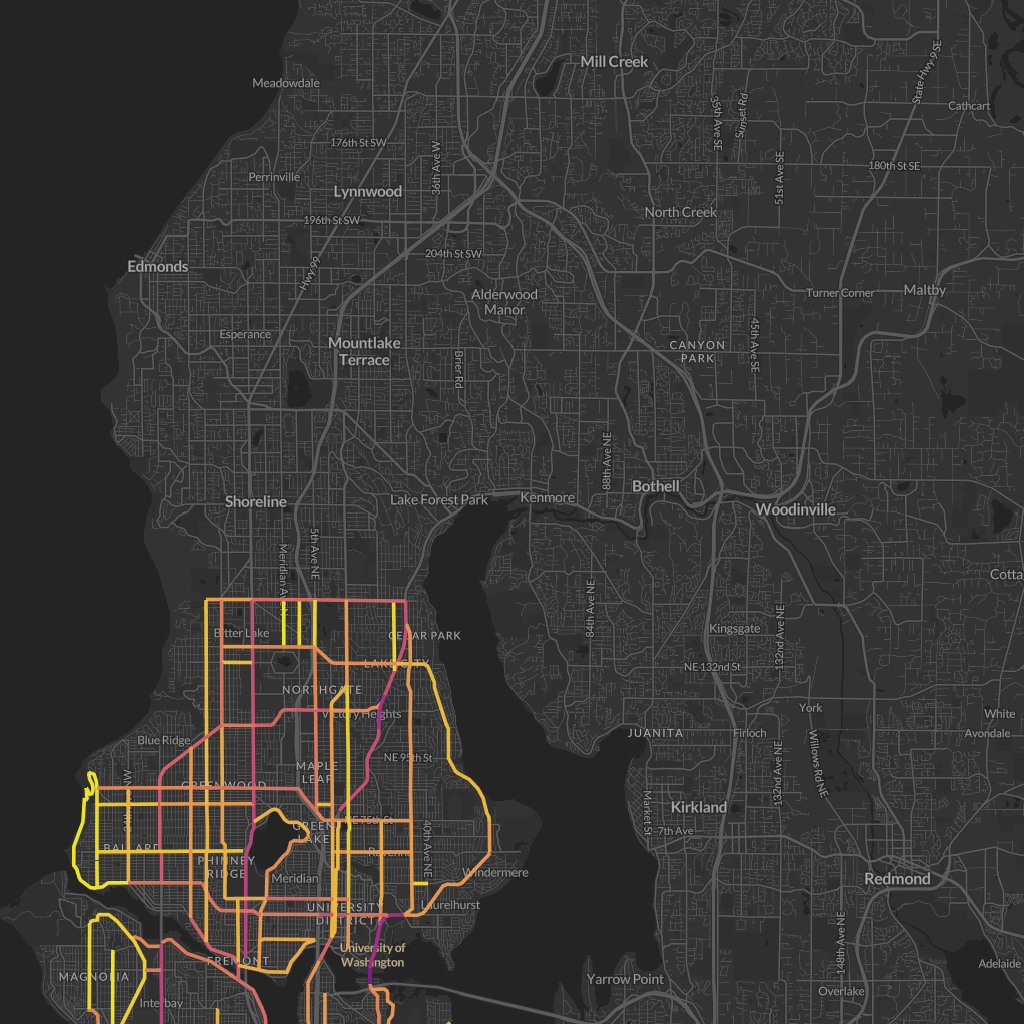 Mill Creek
Meadowdale
State Hwy 9 SE
35th Ave SE
Sunset Rd
Cathcart
176th St SW
36th Ave W
51st Ave SE
180th St SE
Perrinville
Lynnwood
North Creek
196th St SW
204th St SW
Edmonds
Hwy 99
Alderwood
Manor
Turner Corner
Maltby
Esperance
Mountlake
Terrace
CANYON
PARK
45th Ave SE
Brier Rd
88th Ave NE
Bothell
Shoreline
Lake Forest Park
Kenmore
Woodinville
5th Ave NE
Meridian Av
Cotta
84th Ave NE
132nd Ave NE
Bitter Lake
CEDAR PARK
Kingsgate
LAKE CITY
NE 132nd St
NORTHGATE
Victory Heights
York
White
Blue Ridge
JUANITA
Firloch
Avondale
NE 95th St
MAPLE
LEAF
Willows Rd NE
132nd Ave NE
GREENWOOD
Market St
Kirkland
GREEN
LAKE
NE 75th St
7th Ave
40th Ave NE
BALLARD
Ravenna
PHINNEY
RIDGE
Meridian
Windermere
Redmond
UNIVERSITY
DISTRICT
Laurelhurst
148th Ave NE
University of
Washington
FREMONT
Adelaide
MAGNOLIA
Yarrow Point
Overlake
Interbay